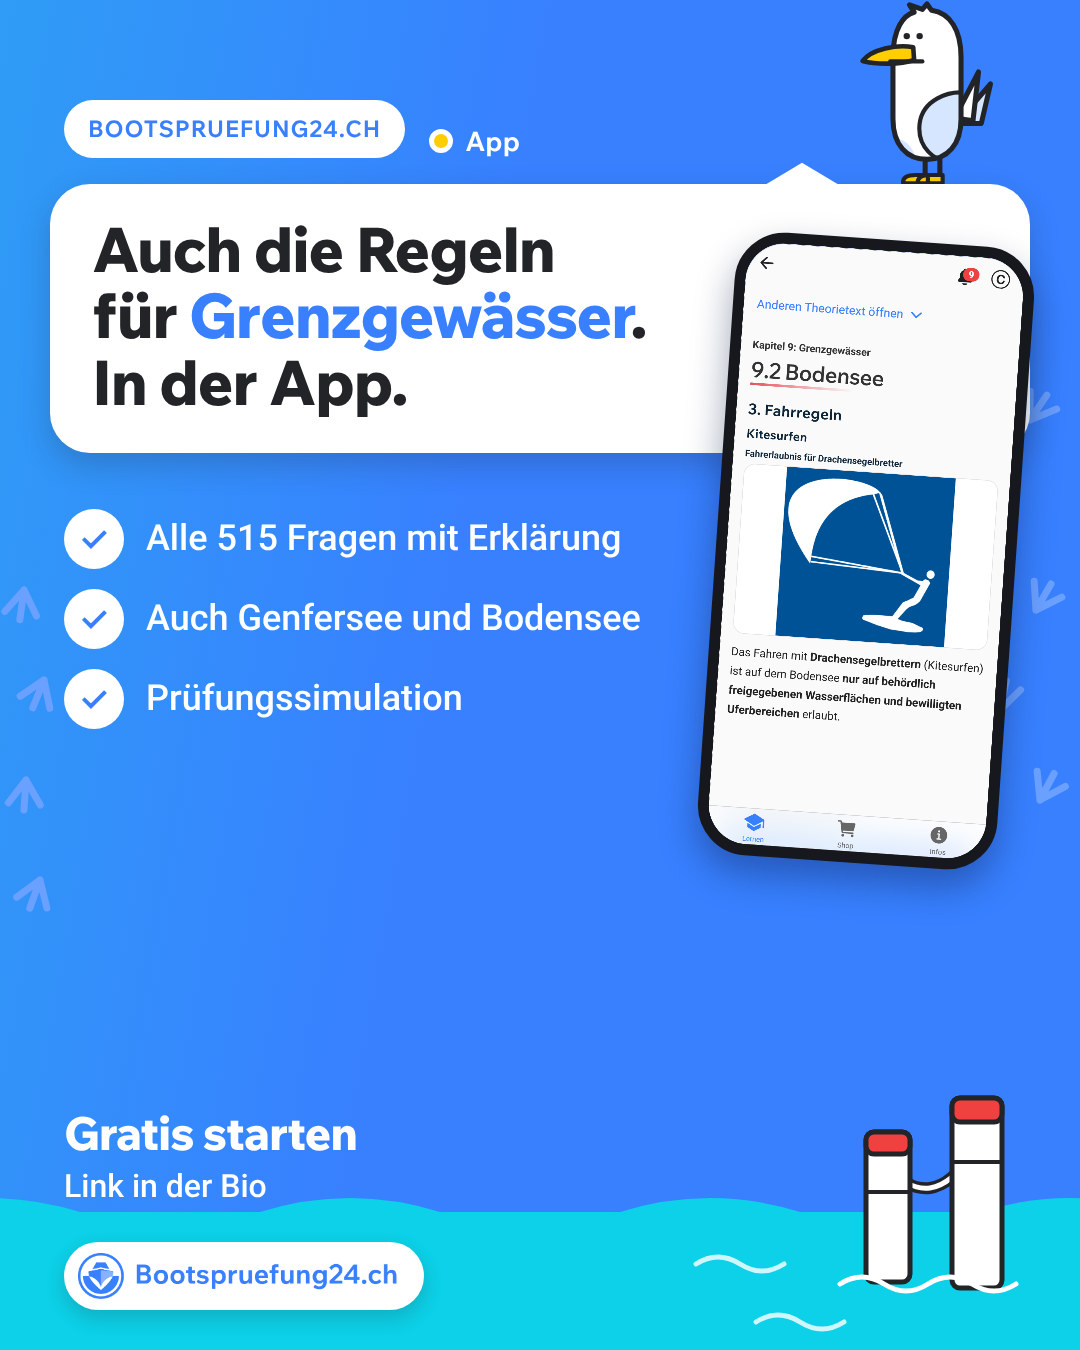 BOOTSPRUEFUNG24.CH
App
Auch die Regeln
für Grenzgewässer.
In der App.
9
C
Anderen Theorietext öffnen
Kapitel 9: Grenzgewässer
9.2 Bodensee
3. Fahrregeln
Kitesurfen
Fahrerlaubnis für Drachensegelbretter
Das Fahren mit Drachensegelbrettern (Kitesurfen)
ist auf dem Bodensee nur auf behördlich
freigegebenen Wasserflächen und bewilligten
Uferbereichen erlaubt.
Lernen
Shop
Infos
Alle 515 Fragen mit Erklärung
Auch Genfersee und Bodensee
Prüfungssimulation
Gratis starten
Link in der Bio
Bootspruefung24.ch